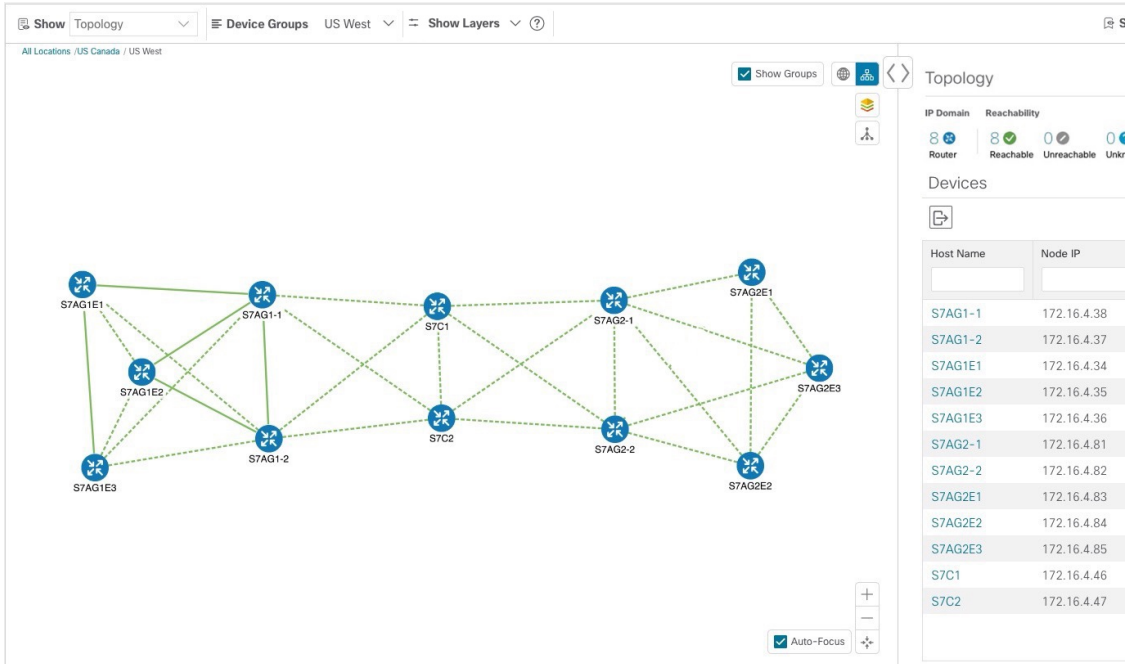 Show Topology Device Groups US West Show Layers ? S
All Locations / US Canada / US West
Show Groups
Topology
IP Domain Reachability
8 8 0 0
Router Reachable Unreachable Unkn
Devices
Host Name Node IP
S7AG1-1 172.16.4.38
S7AG1-2 172.16.4.37
S7AG1E1 172.16.4.34
S7AG1E2 172.16.4.35
S7AG1E3 172.16.4.36
S7AG2-1 172.16.4.81
S7AG2-2 172.16.4.82
S7AG2E1 172.16.4.83
S7AG2E2 172.16.4.84
S7AG2E3 172.16.4.85
S7C1 172.16.4.46
S7C2 172.16.4.47
S7AG2E1
S7AG1E1
S7AG1-1
S7C1
S7AG2-1
S7AG2E3
S7AG1E2
S7C2
S7AG2-2
S7AG1-2
S7AG1E3
S7AG2E2
Auto-Focus